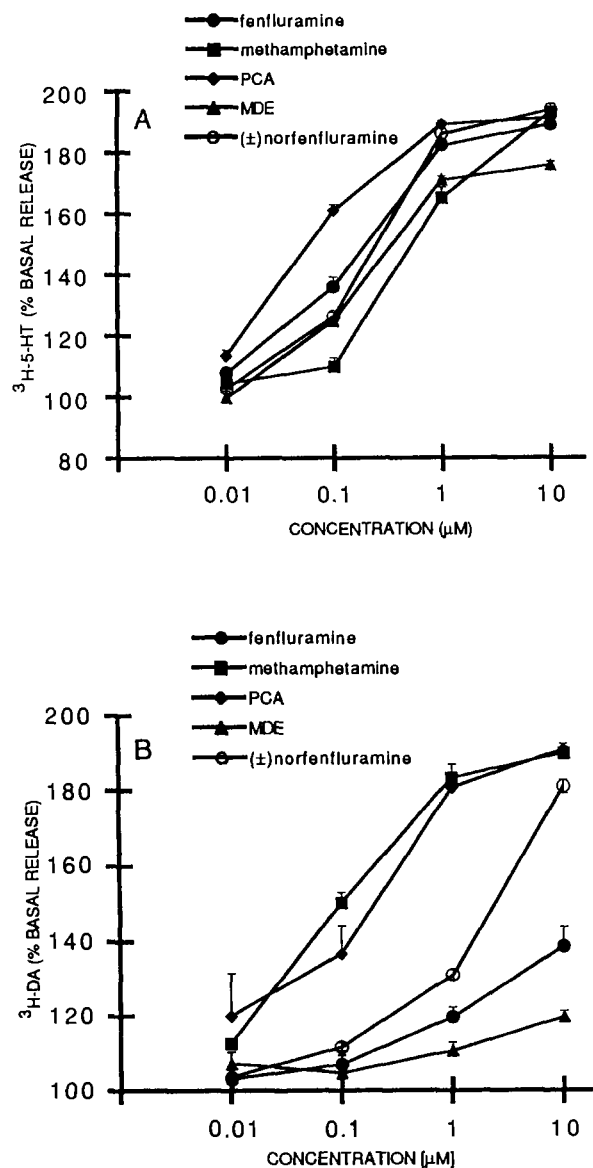 fenfluramine
methamphetamine
PCA
MDE
(±)norfenfluramine
A
200
180
160
140
120
100
80
³H-5-HT (% BASAL RELEASE)
0.01 0.1 1 10
CONCENTRATION (µM)
fenfluramine
methamphetamine
PCA
MDE
(±)norfenfluramine
B
200
180
160
140
120
100
³H-DA (% BASAL RELEASE)
0.01 0.1 1 10
CONCENTRATION [µM]